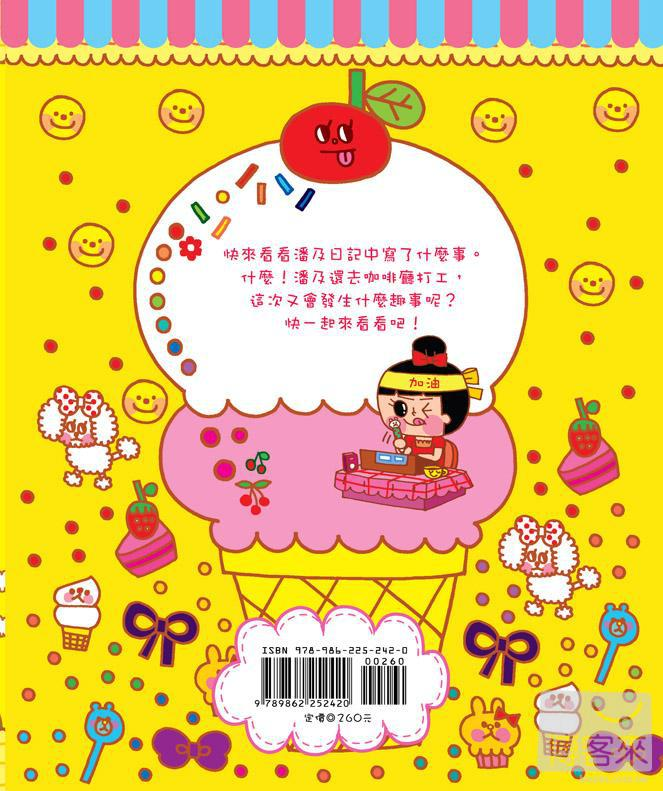 快來看看潘及日記中寫了什麼事。
什麼！潘及還去咖啡廳打工，
這次又會發生什麼趣事呢？
快一起來看看吧！
加油
ISBN 978-986-225-242-0
00260
9789862252420
定價◎260元
客來